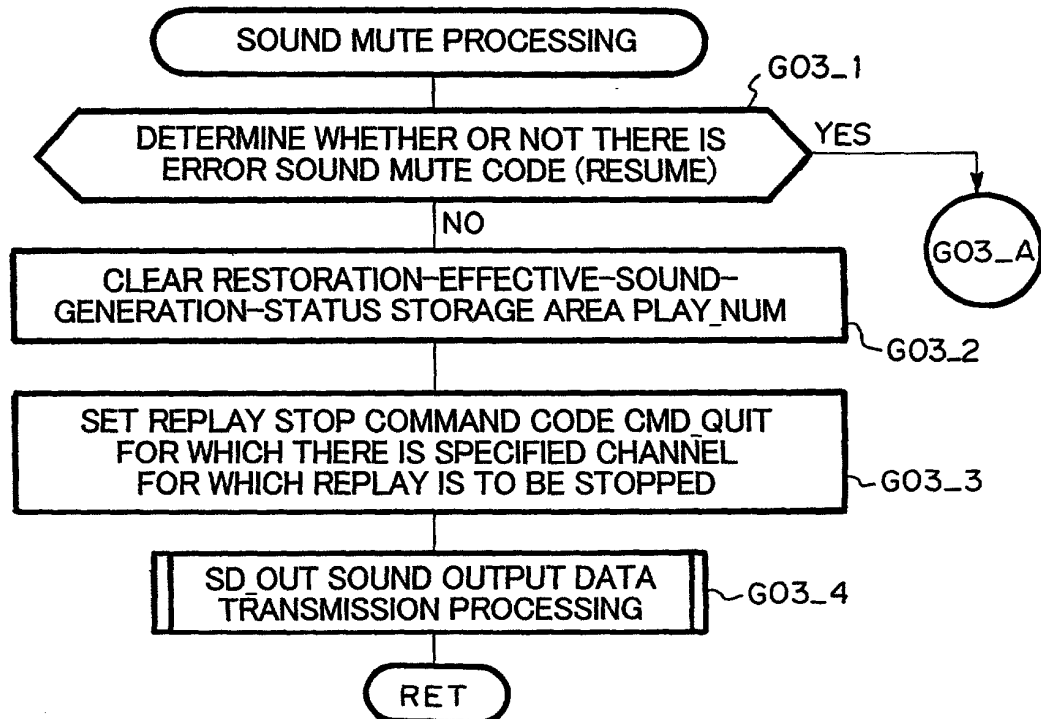 SOUND MUTE PROCESSING
G03_1
DETERMINE WHETHER OR NOT THERE IS
ERROR SOUND MUTE CODE (RESUME)
YES
NO
G03_A
CLEAR RESTORATION-EFFECTIVE-SOUND-
GENERATION-STATUS STORAGE AREA PLAY_NUM
G03_2
SET REPLAY STOP COMMAND CODE CMD_QUIT
FOR WHICH THERE IS SPECIFIED CHANNEL
FOR WHICH REPLAY IS TO BE STOPPED
G03_3
SD_OUT SOUND OUTPUT DATA
TRANSMISSION PROCESSING
G03_4
RET